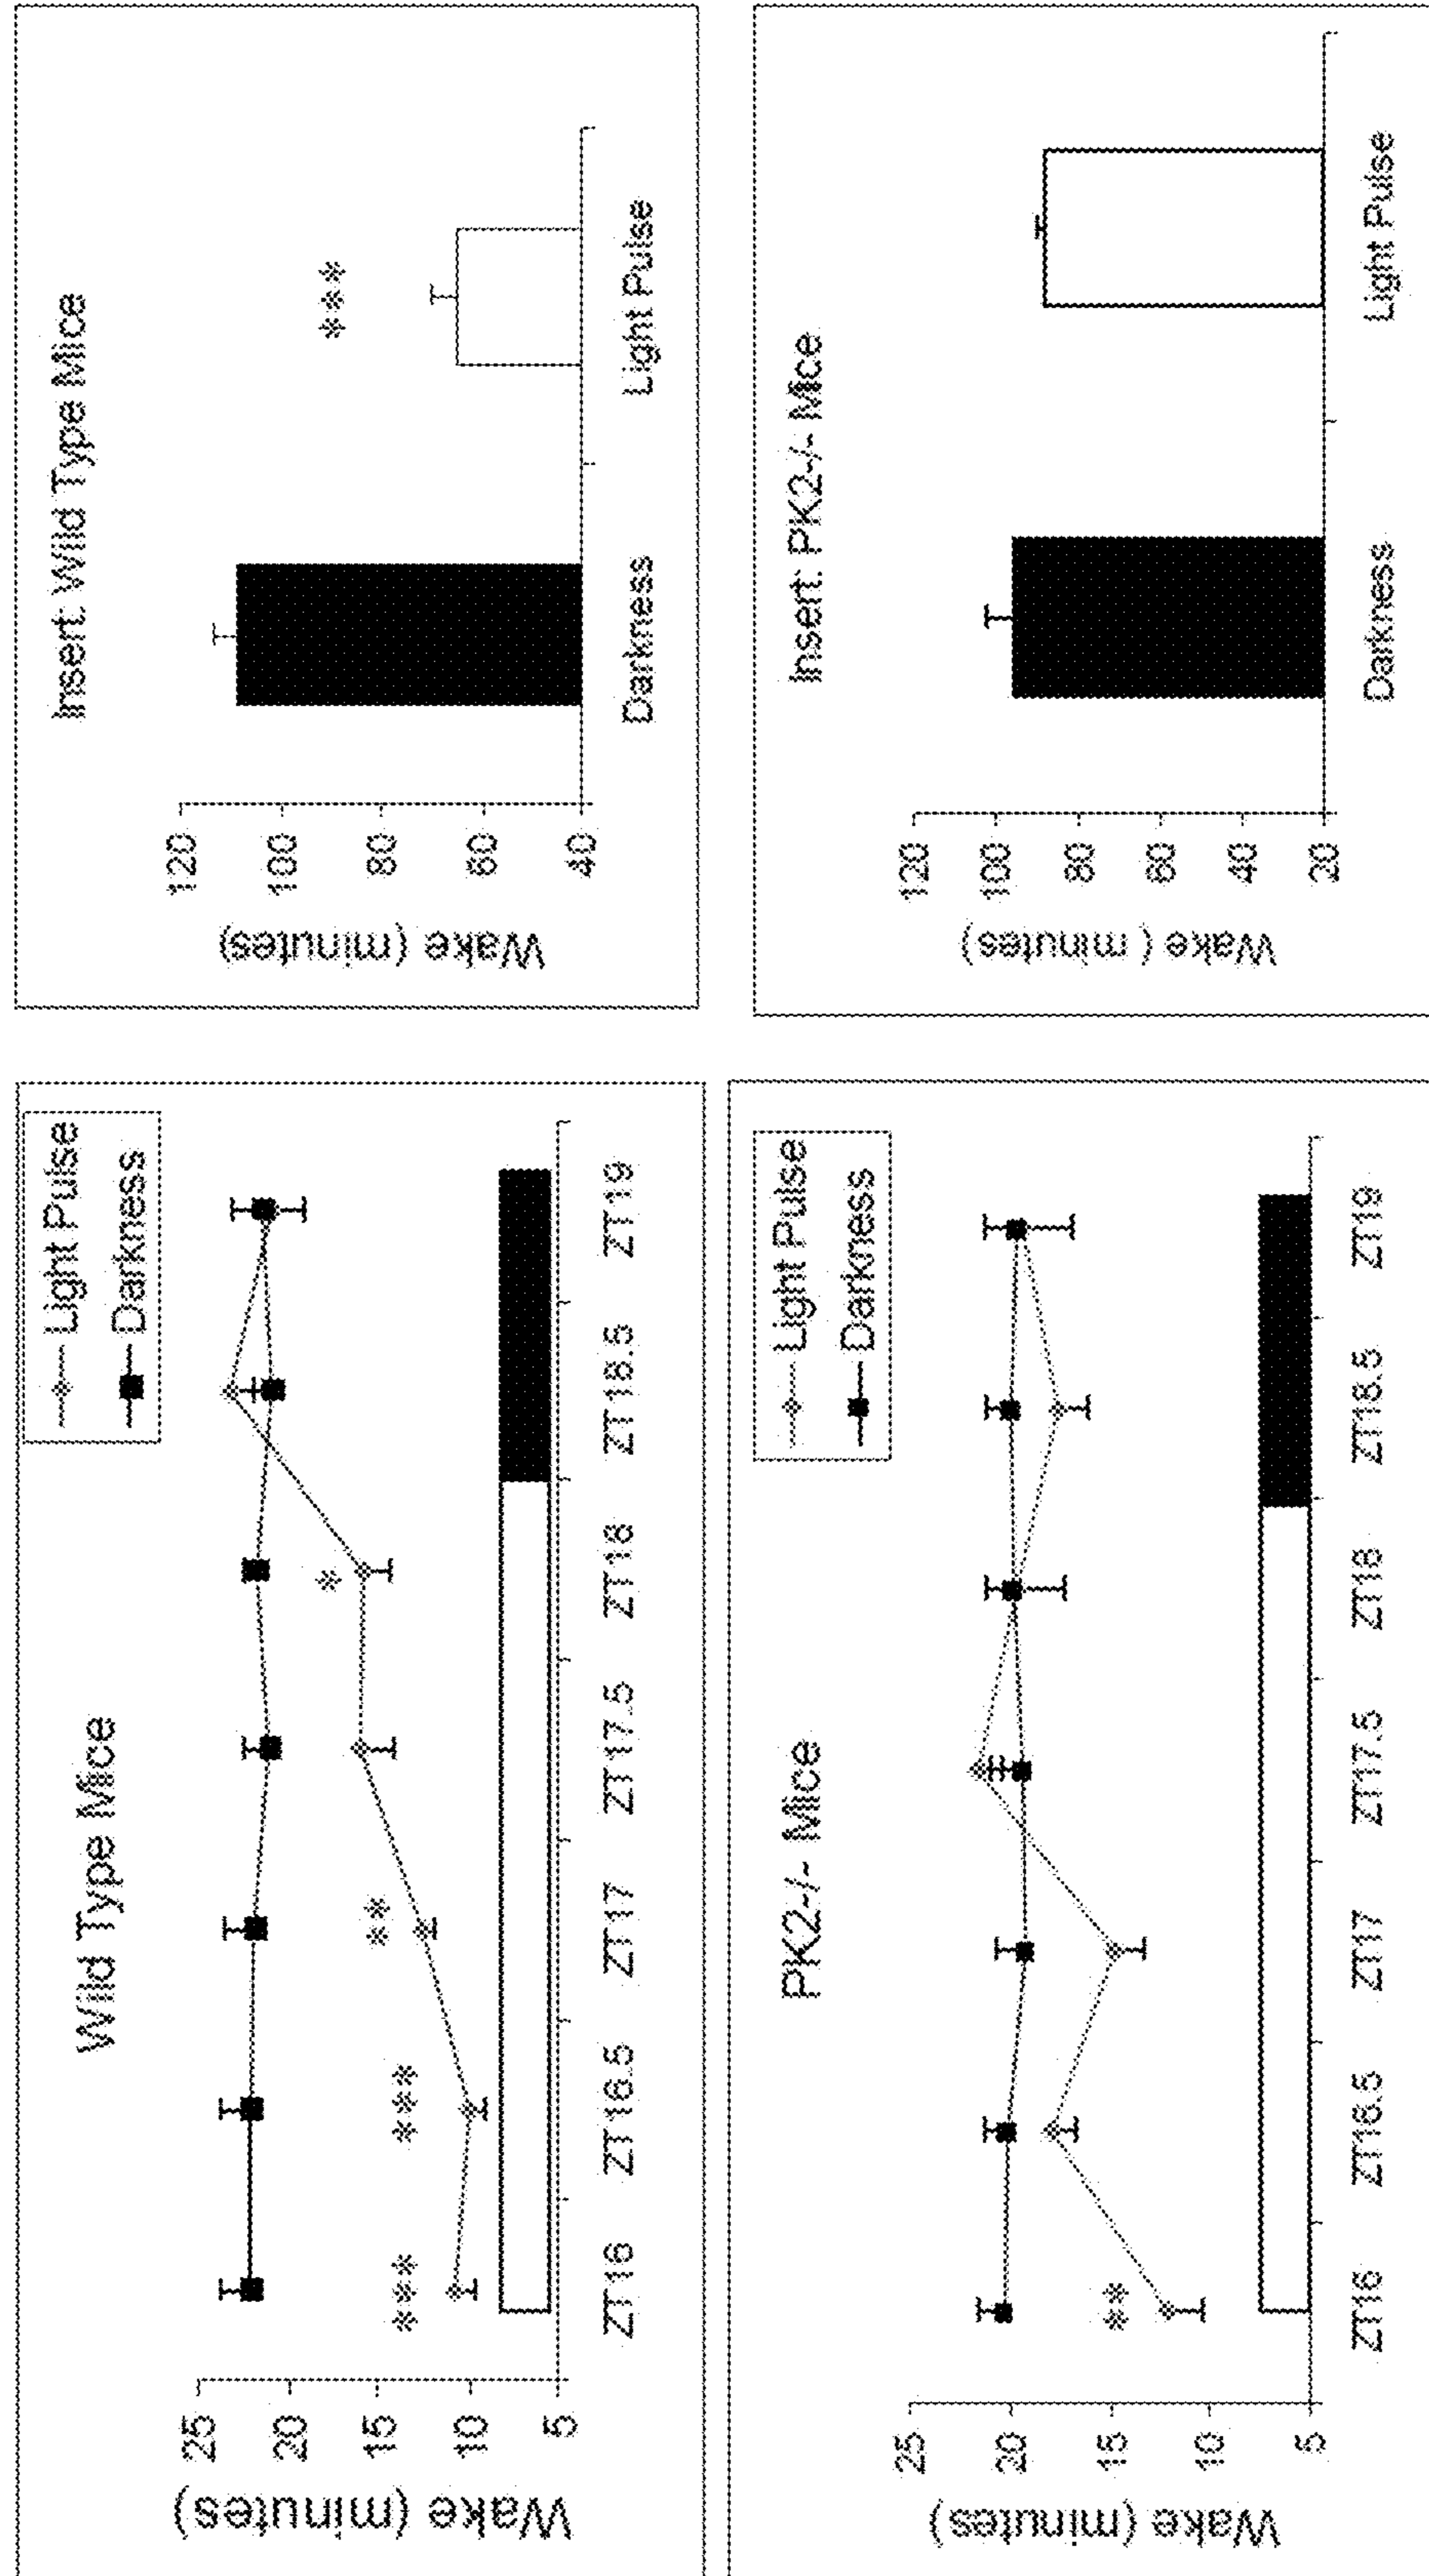 Wild Type Mice
Light Pulse
Darkness
Wake (minutes)
25
20
15
10
5
***
***
**
*
ZT16 ZT16.5 ZT17 ZT17.5 ZT18 ZT18.5 ZT19
Insert: Wild Type Mice
Wake (minutes)
120
100
80
60
40
***
Darkness Light Pulse
PK2-/- Mice
Light Pulse
Darkness
Wake (minutes)
25
20
15
10
5
**
ZT16 ZT16.5 ZT17 ZT17.5 ZT18 ZT18.5 ZT19
Insert: PK2-/- Mice
Wake ( minutes )
120
100
80
60
40
20
Darkness Light Pulse